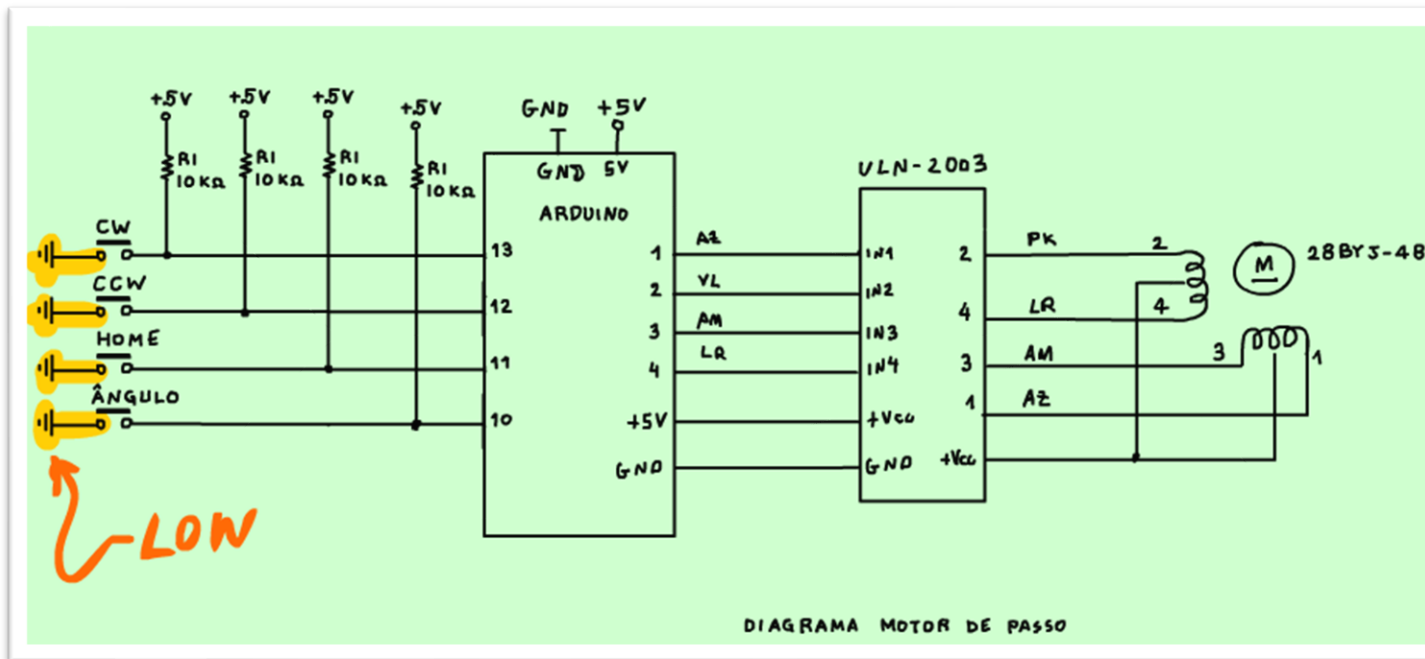 +5V
+5V
+5V
+5V
R1
10KΩ
R1
10KΩ
R1
10KΩ
R1
10KΩ
CW
CCW
HOME
ÂNGULO
LOW
GND
+5V
GND
5V
ARDUINO
13
12
11
10
1
2
3
4
+5V
GND
AZ
VL
AM
LR
ULN-2003
IN1
IN2
IN3
IN4
+Vcc
GND
2
4
3
1
+Vcc
PK
LR
AM
AZ
2
4
3
1
M
28BYJ-48
DIAGRAMA MOTOR DE PASSO